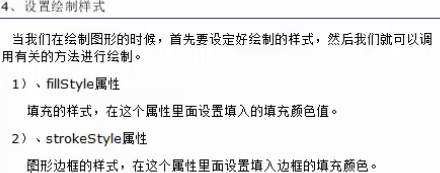 4、设置绘制样式
当我们在绘制图形的时候，首先要设定好绘制的样式，然后我们就可以调
用有关的方法进行绘制。
1）、fillStyle属性
填充的样式，在这个属性里面设置填入的填充颜色值。
2）、strokeStyle属性
图形边框的样式，在这个属性里面设置填入边框的填充颜色。